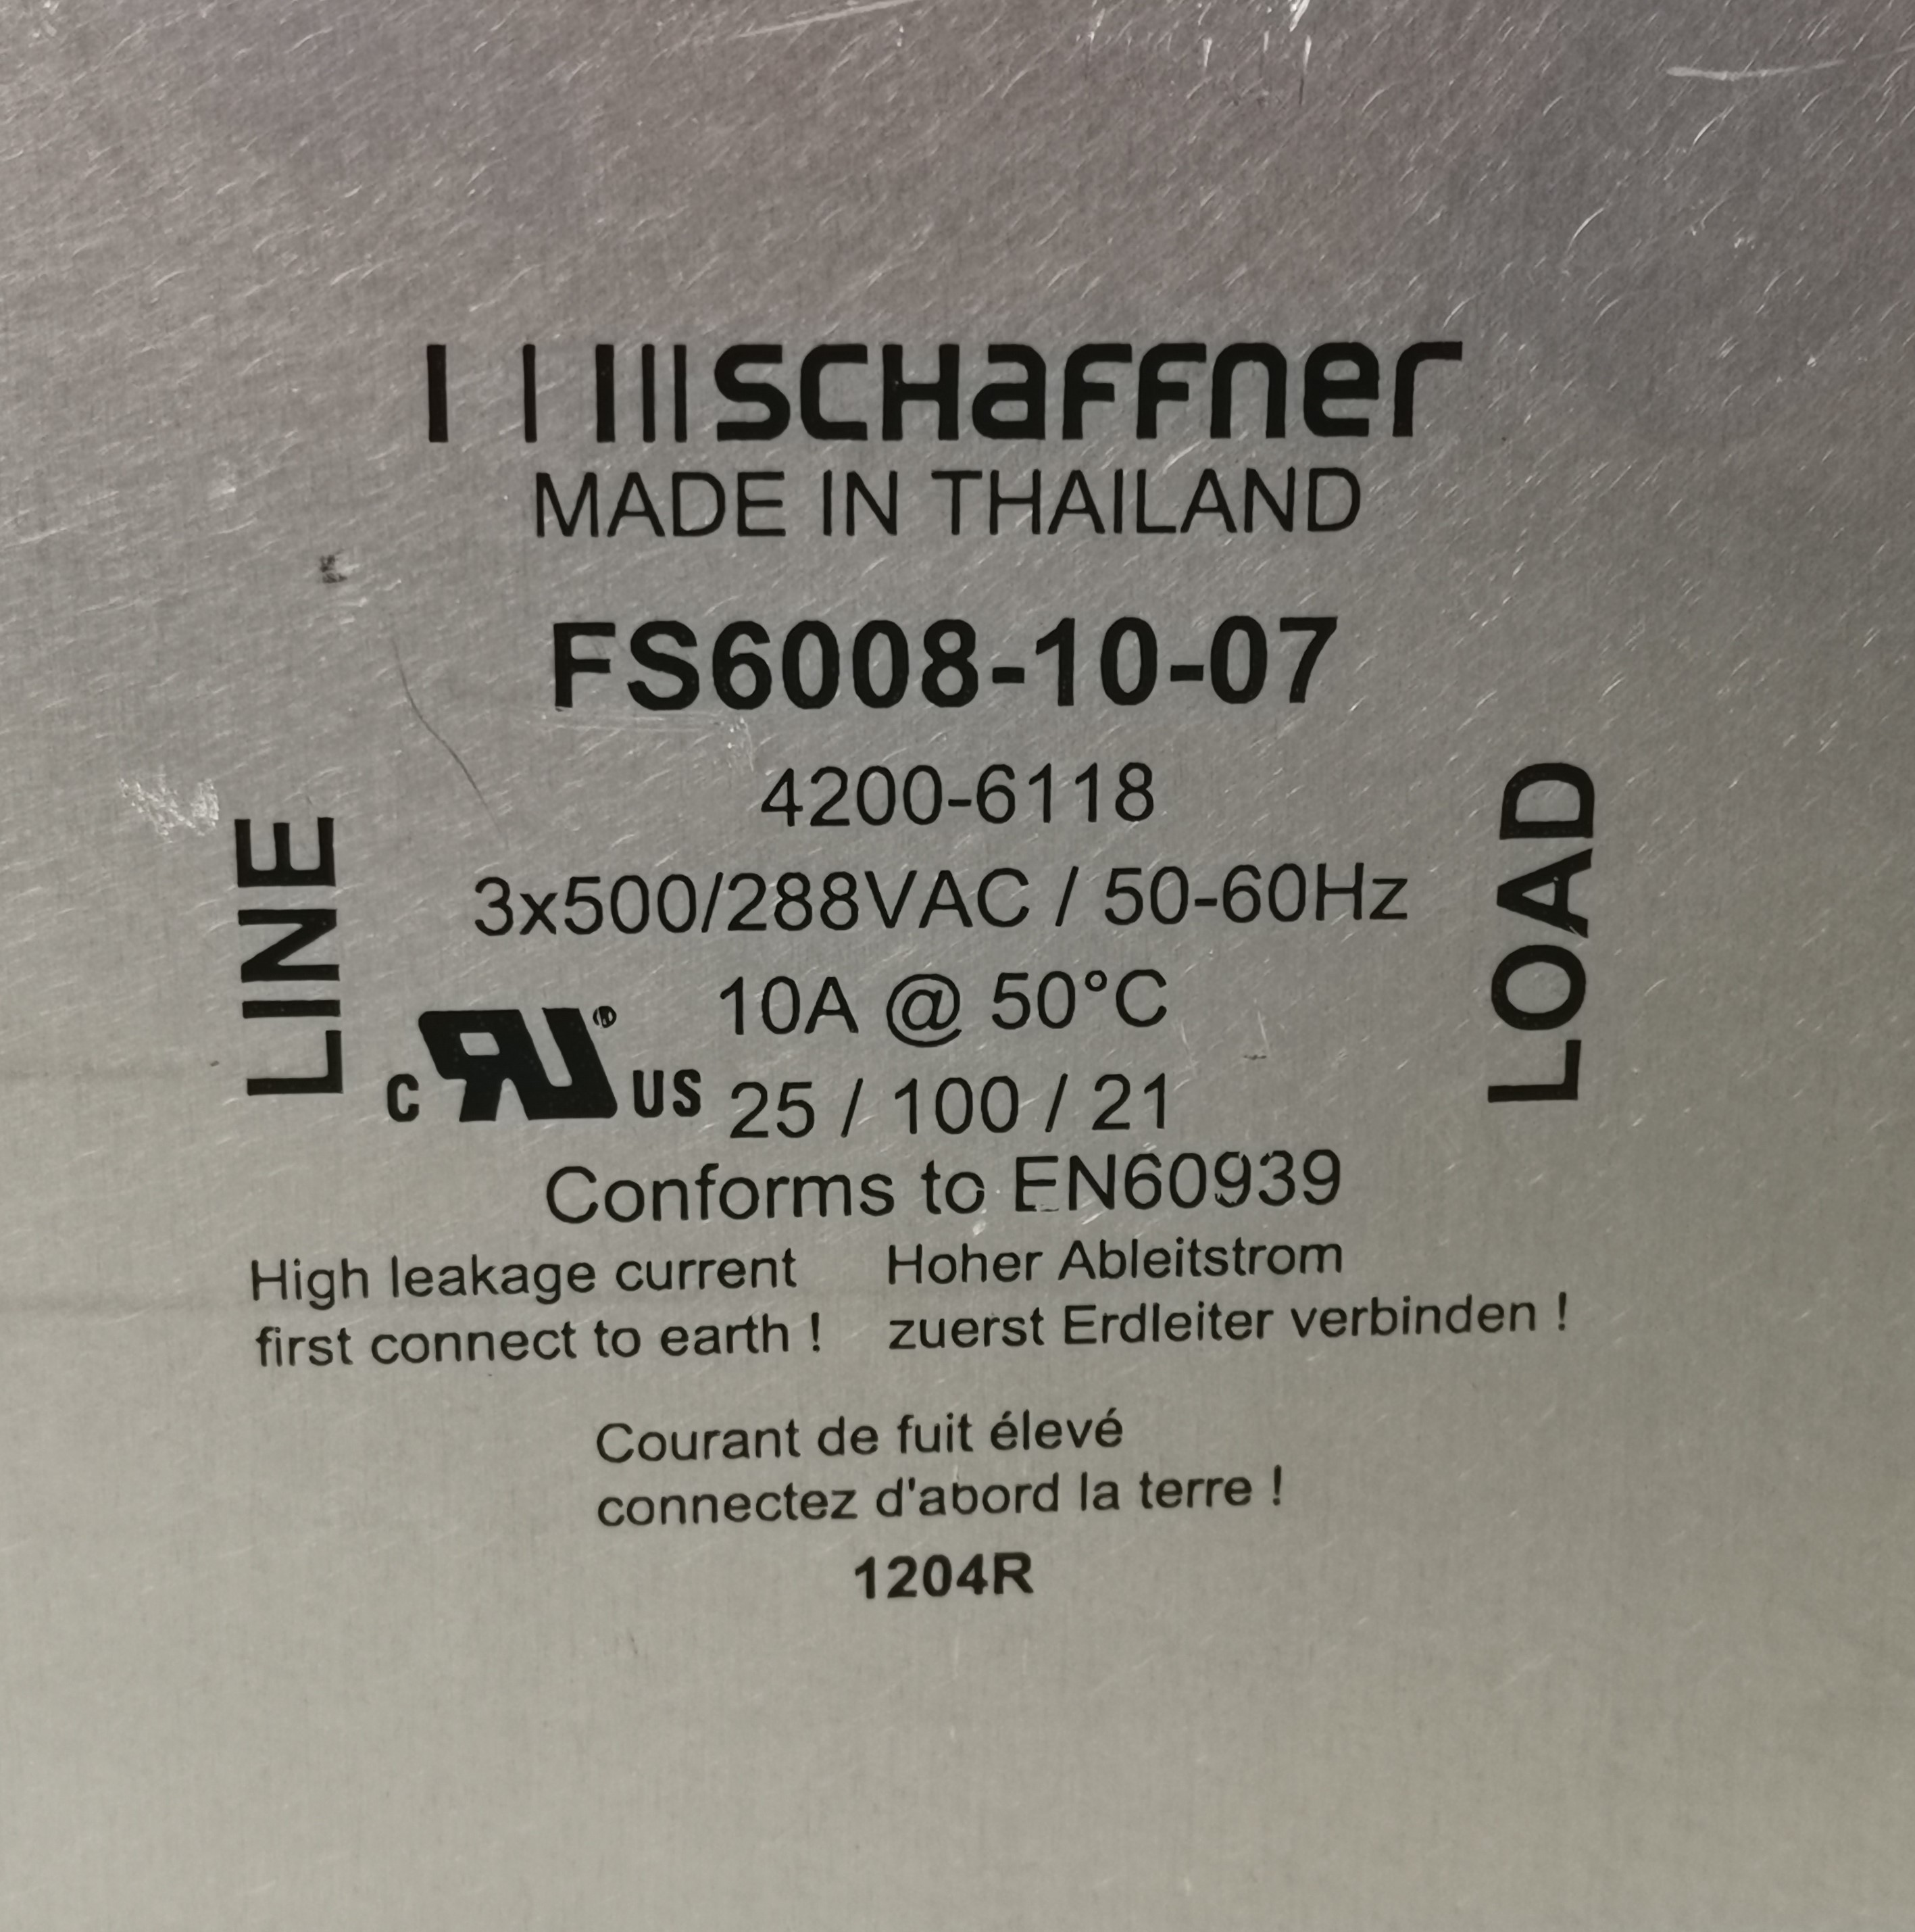 SCHAFFNER
MADE IN THAILAND
FS6008-10-07
4200-6118
3x500/288VAC / 50-60Hz
LINE
LOAD
10A @ 50°C
c RU® US
25 / 100 / 21
Conforms to EN60939
High leakage current
first connect to earth !
Hoher Ableitstrom
zuerst Erdleiter verbinden !
Courant de fuit élevé
connectez d'abord la terre !
1204R